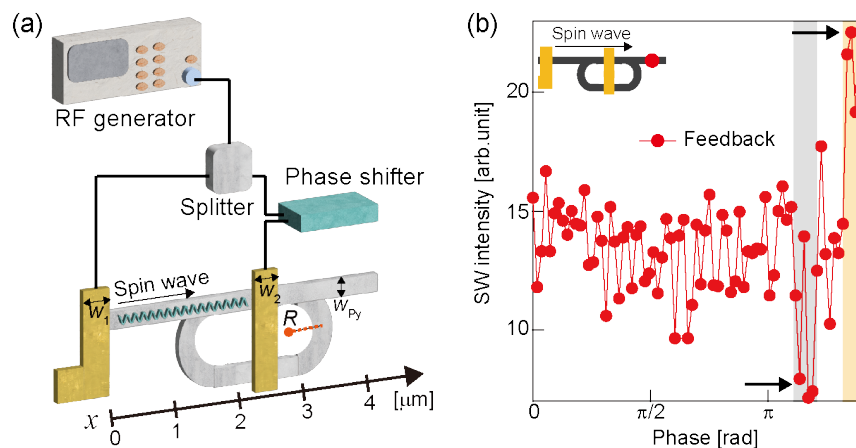 (a)
RF generator
Splitter
Phase shifter
Spin wave
w1
w2
wPy
R
x
0
1
2
3
4
[μm]
(b)
Spin wave
Feedback
SW intensity [arb.unit]
20
15
10
0
π/2
π
Phase [rad]